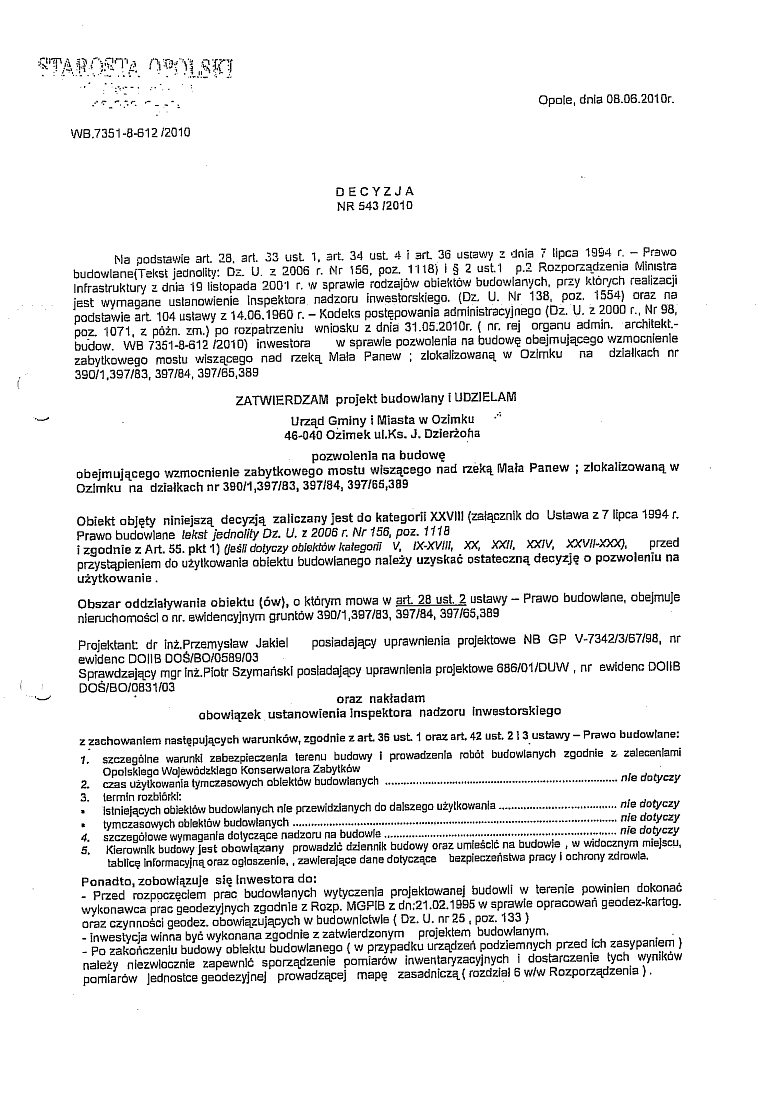 STAROSTA OPOLSKI
Opole, dnia 08.06.2010r.
WB.7351-8-612 /2010
D E C Y Z J A
NR 543 /2010
Na podstawie art. 28, art. 33 ust. 1, art. 34 ust. 4 i art. 36 ustawy z dnia 7 lipca 1994 r. – Prawo
budowlane(Tekst jednolity: Dz. U. z 2006 r. Nr 156, poz. 1118) i § 2 ust.1 p.2 Rozporządzenia Ministra
Infrastruktury z dnia 19 listopada 2001 r. w sprawie rodzajów obiektów budowlanych, przy których realizacji
jest wymagane ustanowienie Inspektora nadzoru inwestorskiego. (Dz. U. Nr 138, poz. 1554) oraz na
podstawie art. 104 ustawy z 14.06.1960 r. – Kodeks postępowania administracyjnego (Dz. U. z 2000 r., Nr 98,
poz. 1071, z późn. zm.) po rozpatrzeniu wniosku z dnia 31.05.2010r. ( nr. rej organu admin. architekt.-
budow. WB 7351-8-612 /2010) inwestora w sprawie pozwolenia na budowę obejmującego wzmocnienie
zabytkowego mostu wiszącego nad rzeką Mała Panew ; zlokalizowaną w Ozimku na działkach nr
390/1,397/83, 397/84, 397/65,389
ZATWIERDZAM projekt budowlany i UDZIELAM
Urząd Gminy i Miasta w Ozimku
46-040 Ozimek ul.Ks. J. Dzierżona
pozwolenia na budowę
obejmującego wzmocnienie zabytkowego mostu wiszącego nad rzeką Mała Panew ; zlokalizowaną w
Ozimku na działkach nr 390/1,397/83, 397/84, 397/65,389
Obiekt objęty niniejszą decyzją zaliczany jest do kategorii XXVIII (załącznik do Ustawa z 7 lipca 1994 r.
Prawo budowlane tekst jednolity Dz. U. z 2006 r. Nr 156, poz. 1118
i zgodnie z Art. 55. pkt 1) (jeśli dotyczy obiektów kategorii V, IX-XVIII, XX, XXII, XXIV, XXVII-XXX), przed
przystąpieniem do użytkowania obiektu budowlanego należy uzyskać ostateczną decyzję o pozwoleniu na
użytkowanie .
Obszar oddziaływania obiektu (ów), o którym mowa w art. 28 ust. 2 ustawy – Prawo budowlane, obejmuje
nieruchomości o nr. ewidencyjnym gruntów 390/1,397/83, 397/84, 397/65,389
Projektant: dr inż.Przemysław Jakiel posiadający uprawnienia projektowe NB GP V-7342/3/67/98, nr
ewidenc DOIIB DOŚ/BO/0589/03
Sprawdzający mgr inż.Piotr Szymański posiadający uprawnienia projektowe 686/01/DUW , nr ewidenc DOIIB
DOŚ/BO/0831/03
oraz nakładam
obowiązek ustanowienia Inspektora nadzoru inwestorskiego
z zachowaniem następujących warunków, zgodnie z art. 36 ust. 1 oraz art. 42 ust. 2 i 3 ustawy – Prawo budowlane:
1. szczególne warunki zabezpieczenia terenu budowy i prowadzenia robót budowlanych zgodnie z zaleceniami
Opolskiego Wojewódzkiego Konserwatora Zabytków
2. czas użytkowania tymczasowych obiektów budowlanych ........................ nie dotyczy
3. termin rozbiórki:
• istniejących obiektów budowlanych nie przewidzianych do dalszego użytkowania ........................ nie dotyczy
• tymczasowych obiektów budowlanych ........................ nie dotyczy
4. szczegółowe wymagania dotyczące nadzoru na budowie ........................ nie dotyczy
5. Kierownik budowy jest obowiązany prowadzić dziennik budowy oraz umieścić na budowie , w widocznym miejscu,
tablicę informacyjną oraz ogłoszenie, , zawierające dane dotyczące bezpieczeństwa pracy i ochrony zdrowia.
Ponadto, zobowiązuje się inwestora do:
- Przed rozpoczęciem prac budowlanych wytyczenia projektowanej budowli w terenie powinien dokonać
wykonawca prac geodezyjnych zgodnie z Rozp. MGPIB z dn:21.02.1995 w sprawie opracowań geodez-kartog.
oraz czynności geodez. obowiązujących w budownictwie ( Dz. U. nr 25 , poz. 133 )
- inwestycja winna być wykonana zgodnie z zatwierdzonym projektem budowlanym.
- Po zakończeniu budowy obiektu budowlanego ( w przypadku urządzeń podziemnych przed ich zasypaniem )
należy niezwłocznie zapewnić sporządzenie pomiarów inwentaryzacyjnych i dostarczenie tych wyników
pomiarów jednostce geodezyjnej prowadzącej mapę zasadniczą ( rozdział 6 w/w Rozporządzenia ) .